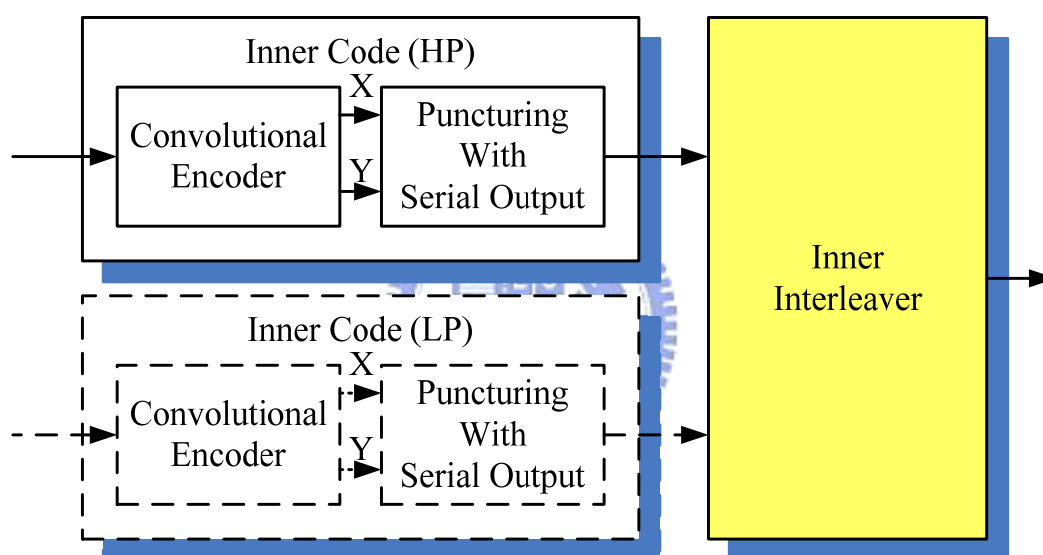 Inner Code (HP)
X
Convolutional
Encoder
Y
Puncturing
With
Serial Output
Inner Code (LP)
X
Convolutional
Encoder
Y
Puncturing
With
Serial Output
Inner
Interleaver